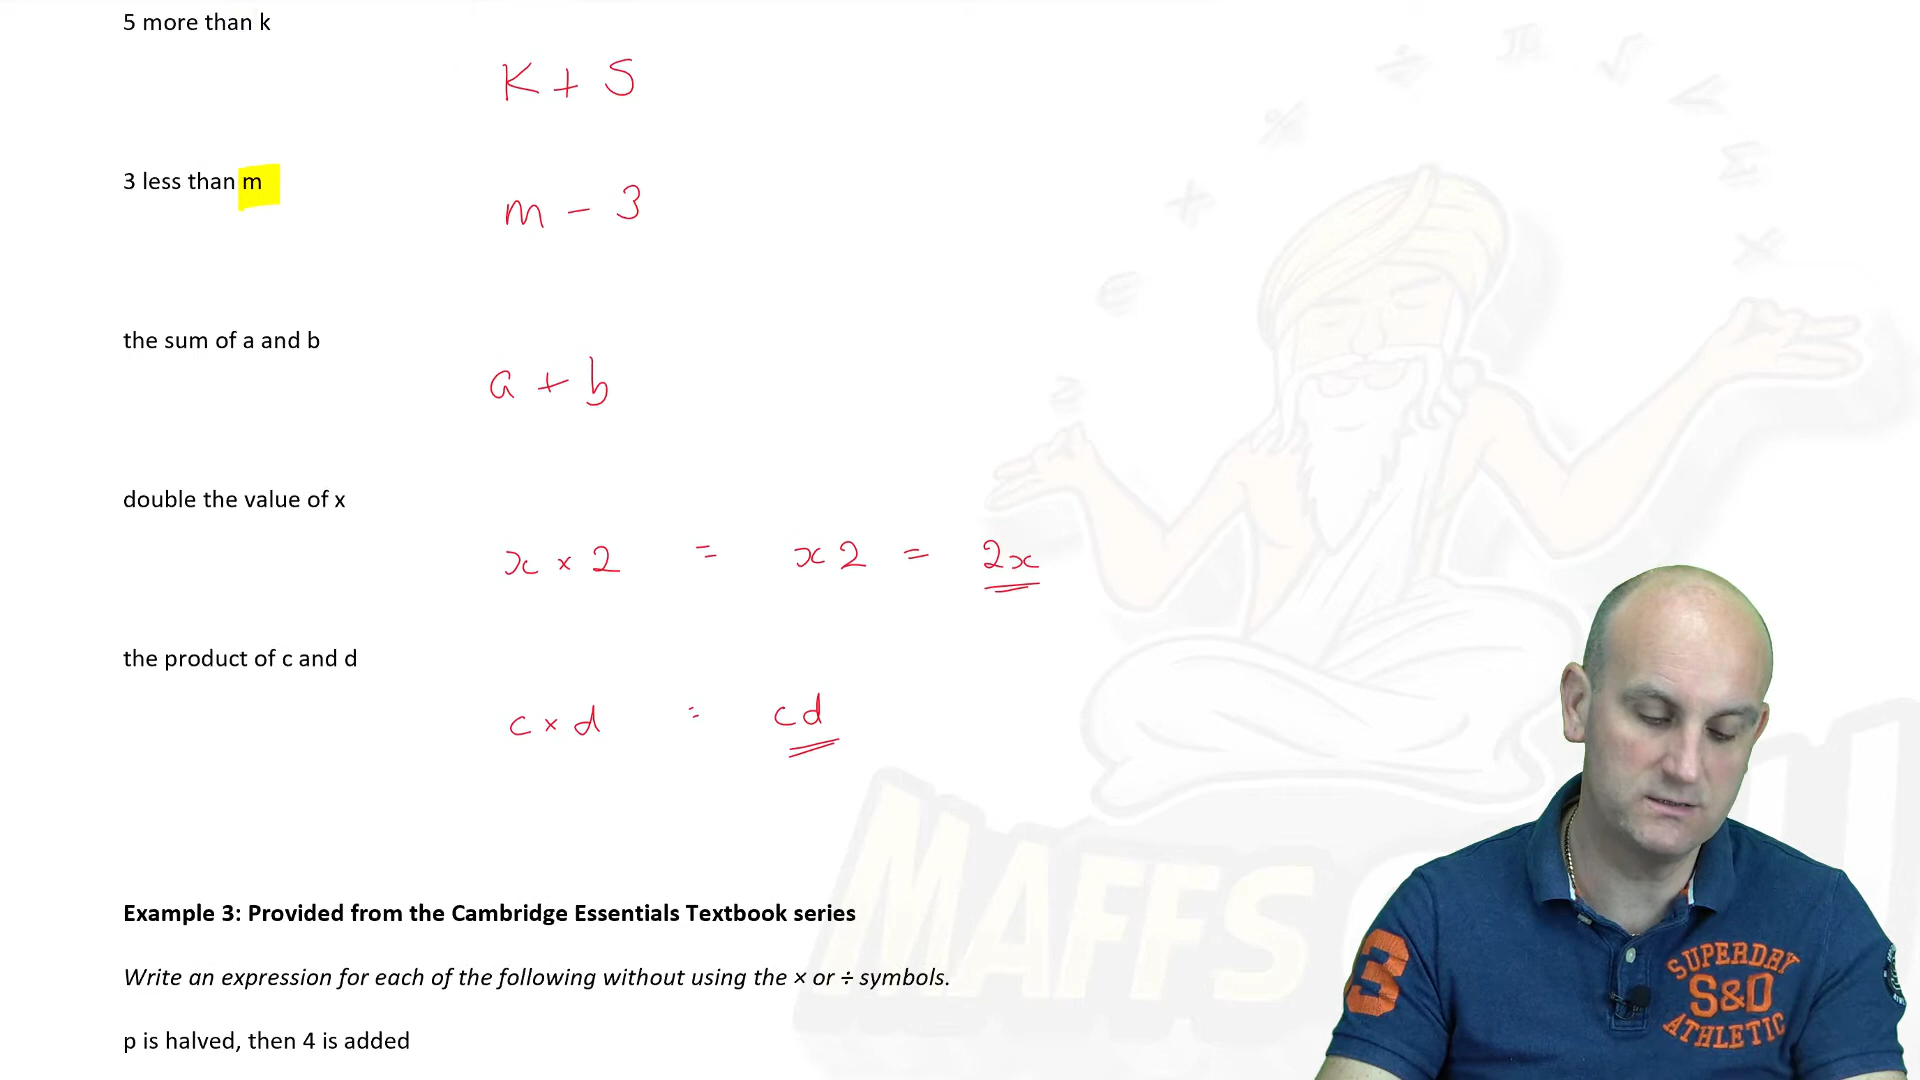 5 more than k
K + 5
3 less than m
m - 3
the sum of a and b
a + b
double the value of x
x × 2 = x2 = 2x
the product of c and d
c × d = cd
MAFFS
Example 3: Provided from the Cambridge Essentials Textbook series
Write an expression for each of the following without using the × or ÷ symbols.
p is halved, then 4 is added
3
SUPERDRY
S&D
ATHLETIC